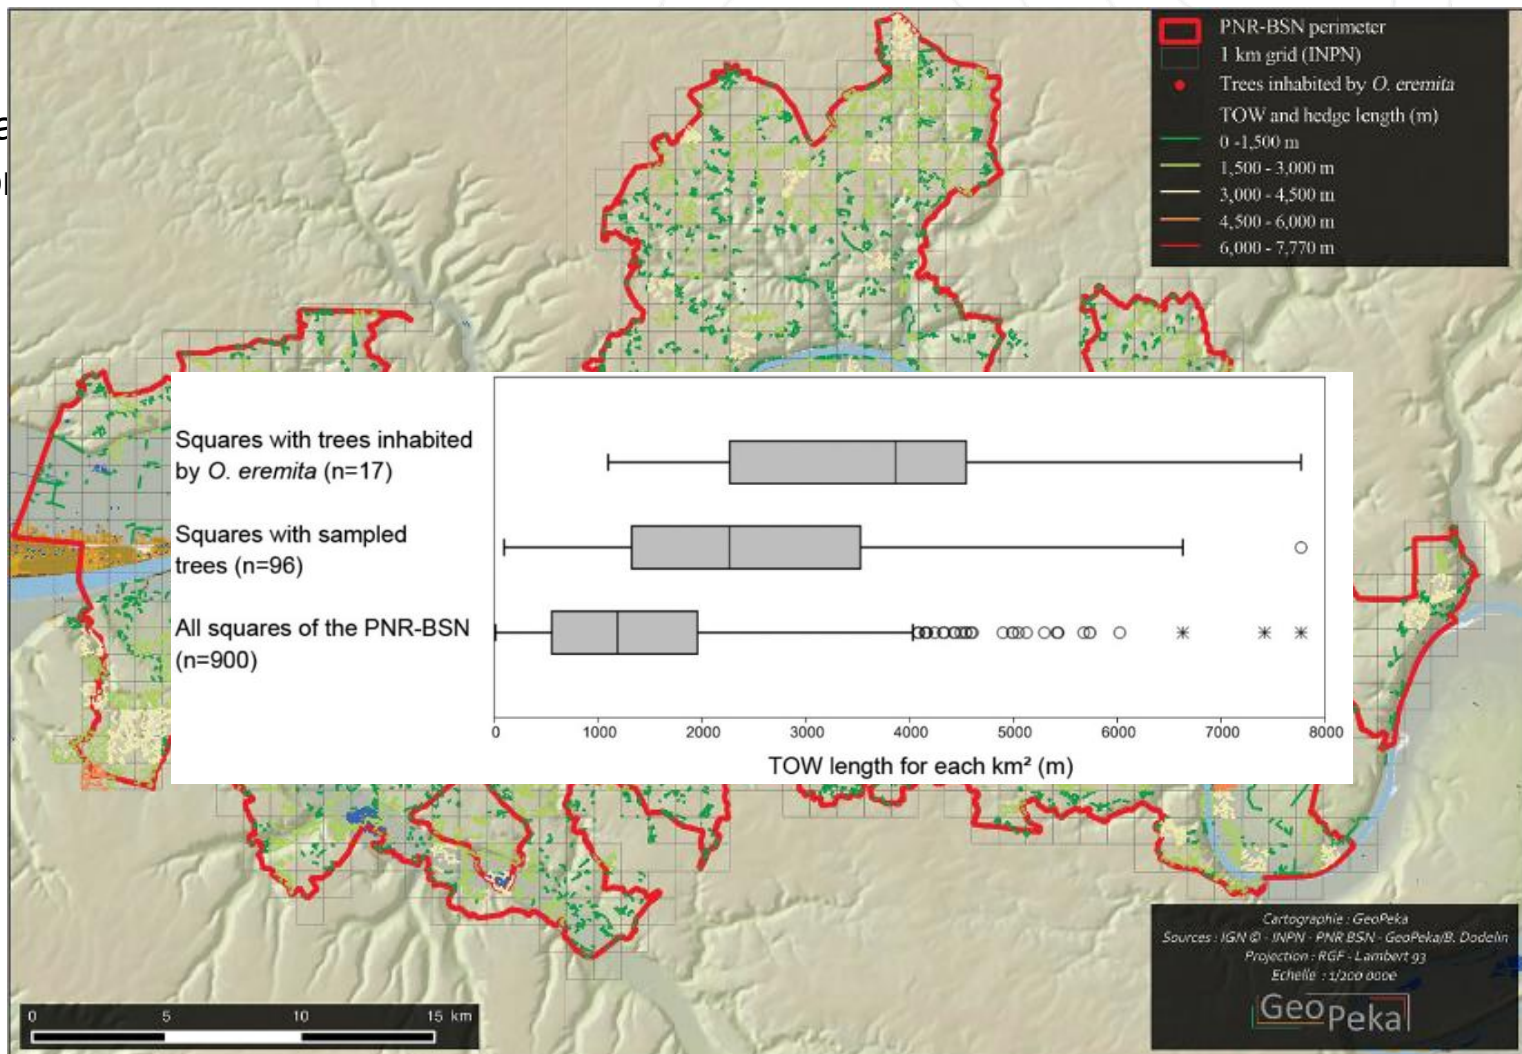 PNR-BSN perimeter
1 km grid (INPN)
Trees inhabited by O. eremita
TOW and hedge length (m)
0 -1,500 m
1,500 - 3,000 m
3,000 - 4,500 m
4,500 - 6,000 m
6,000 - 7,770 m
Squares with trees inhabited
by O. eremita (n=17)
Squares with sampled
trees (n=96)
All squares of the PNR-BSN
(n=900)
0 1000 2000 3000 4000 5000 6000 7000 8000
TOW length for each km² (m)
Cartographie : GeoPeka
Sources : IGN © - INPN - PNR BSN - GeoPeka/B. Dodelin
Projection : RGF - Lambert 93
Echelle : 1/200 000e
GeoPeka
0 5 10 15 km